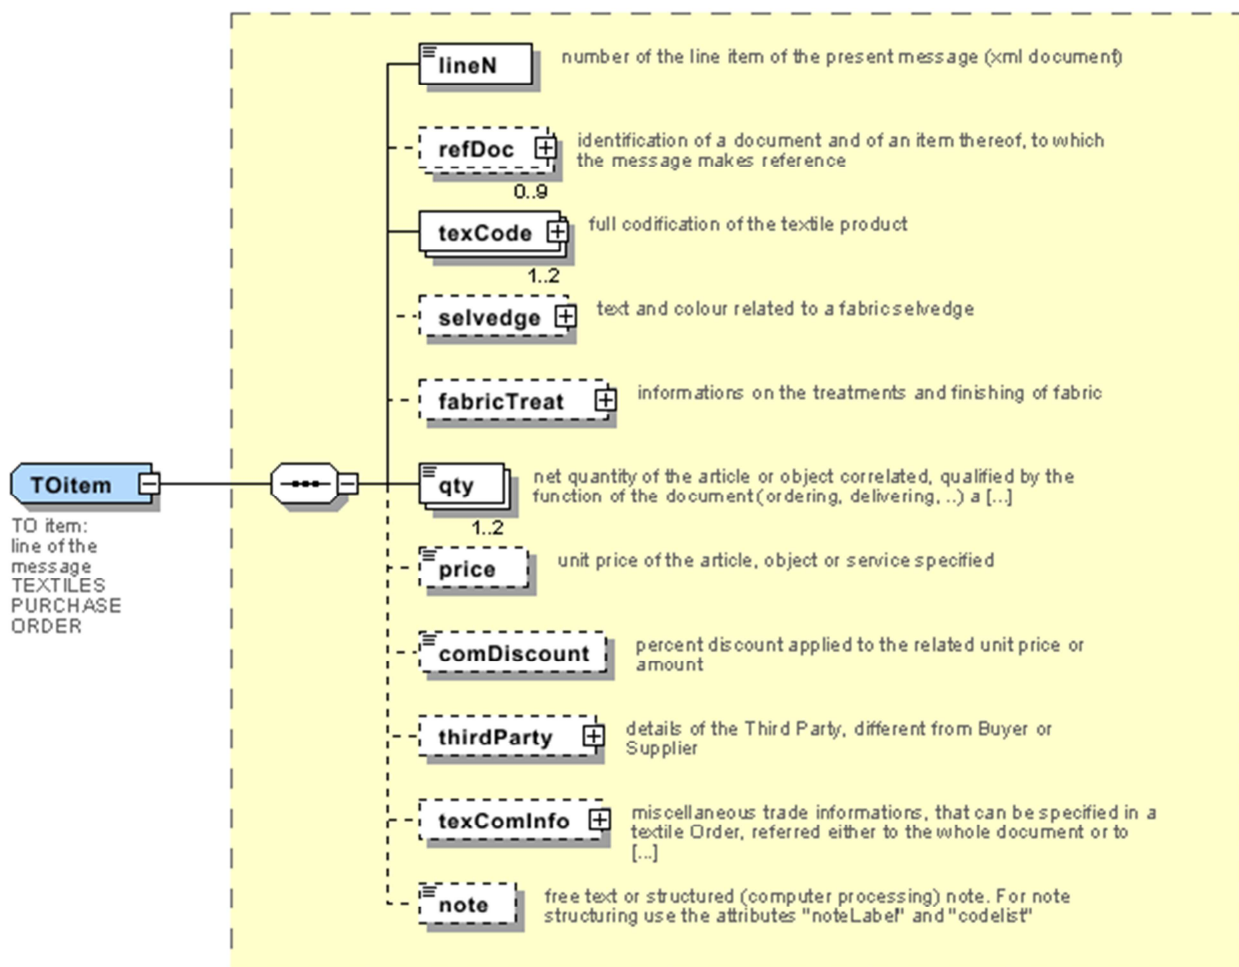 lineN
number of the line item of the present message (xml document)
refDoc
0..9
identification of a document and of an item thereof, to which
the message makes reference
texCode
1..2
full codification of the textile product
selvedge
text and colour related to a fabric selvedge
fabricTreat
informations on the treatments and finishing of fabric
TOitem
TO item:
line of the
message
TEXTILES
PURCHASE
ORDER
qty
1..2
net quantity of the article or object correlated, qualified by the
function of the document (ordering, delivering, ..) a [...]
price
unit price of the article, object or service specified
comDiscount
percent discount applied to the related unit price or
amount
thirdParty
details of the Third Party, different from Buyer or
Supplier
texComInfo
miscellaneous trade informations, that can be specified in a
textile Order, referred either to the whole document or to
[...]
note
free text or structured (computer processing) note. For note
structuring use the attributes "noteLabel" and "codelist"